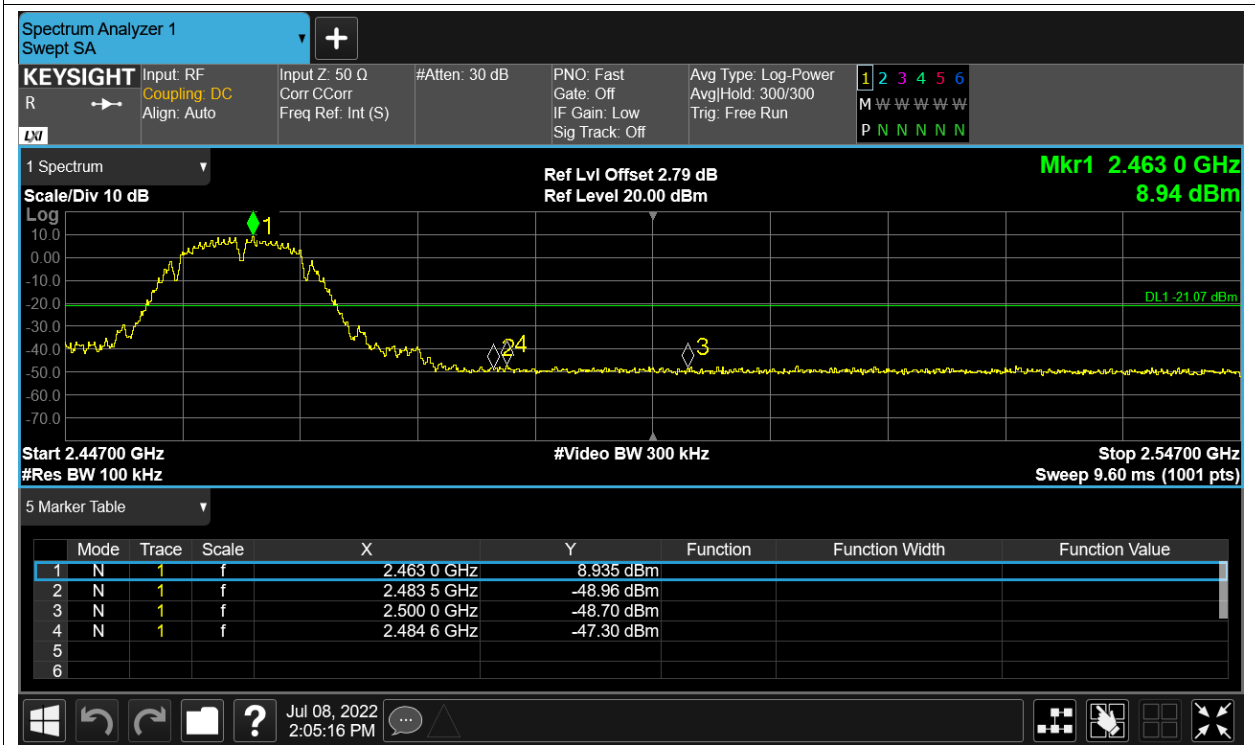 Spectrum Analyzer 1
Swept SA
KEYSIGHT Input: RF Input Z: 50 Ω #Atten: 30 dB PNO: Fast Avg Type: Log-Power 1 2 3 4 5 6
R Coupling: DC Corr CCorr Gate: Off Avg|Hold: 300/300 M W W W W W
Align: Auto Freq Ref: Int (S) IF Gain: Low Trig: Free Run
LXI Sig Track: Off P N N N N N
1 Spectrum Ref Lvl Offset 2.79 dB Mkr1 2.463 0 GHz
Scale/Div 10 dB Ref Level 20.00 dBm 8.94 dBm
Log
1
10.0
0.00
-10.0
-20.0 DL1 -21.07 dBm
-30.0
-40.0 2 4 3
-50.0
-60.0
-70.0
Start 2.44700 GHz #Video BW 300 kHz Stop 2.54700 GHz
#Res BW 100 kHz Sweep 9.60 ms (1001 pts)
5 Marker Table
Mode Trace Scale X Y Function Function Width Function Value
1 N 1 f 2.463 0 GHz 8.935 dBm
2 N 1 f 2.483 5 GHz -48.96 dBm
3 N 1 f 2.500 0 GHz -48.70 dBm
4 N 1 f 2.484 6 GHz -47.30 dBm
5
6
? Jul 08, 2022
2:05:16 PM